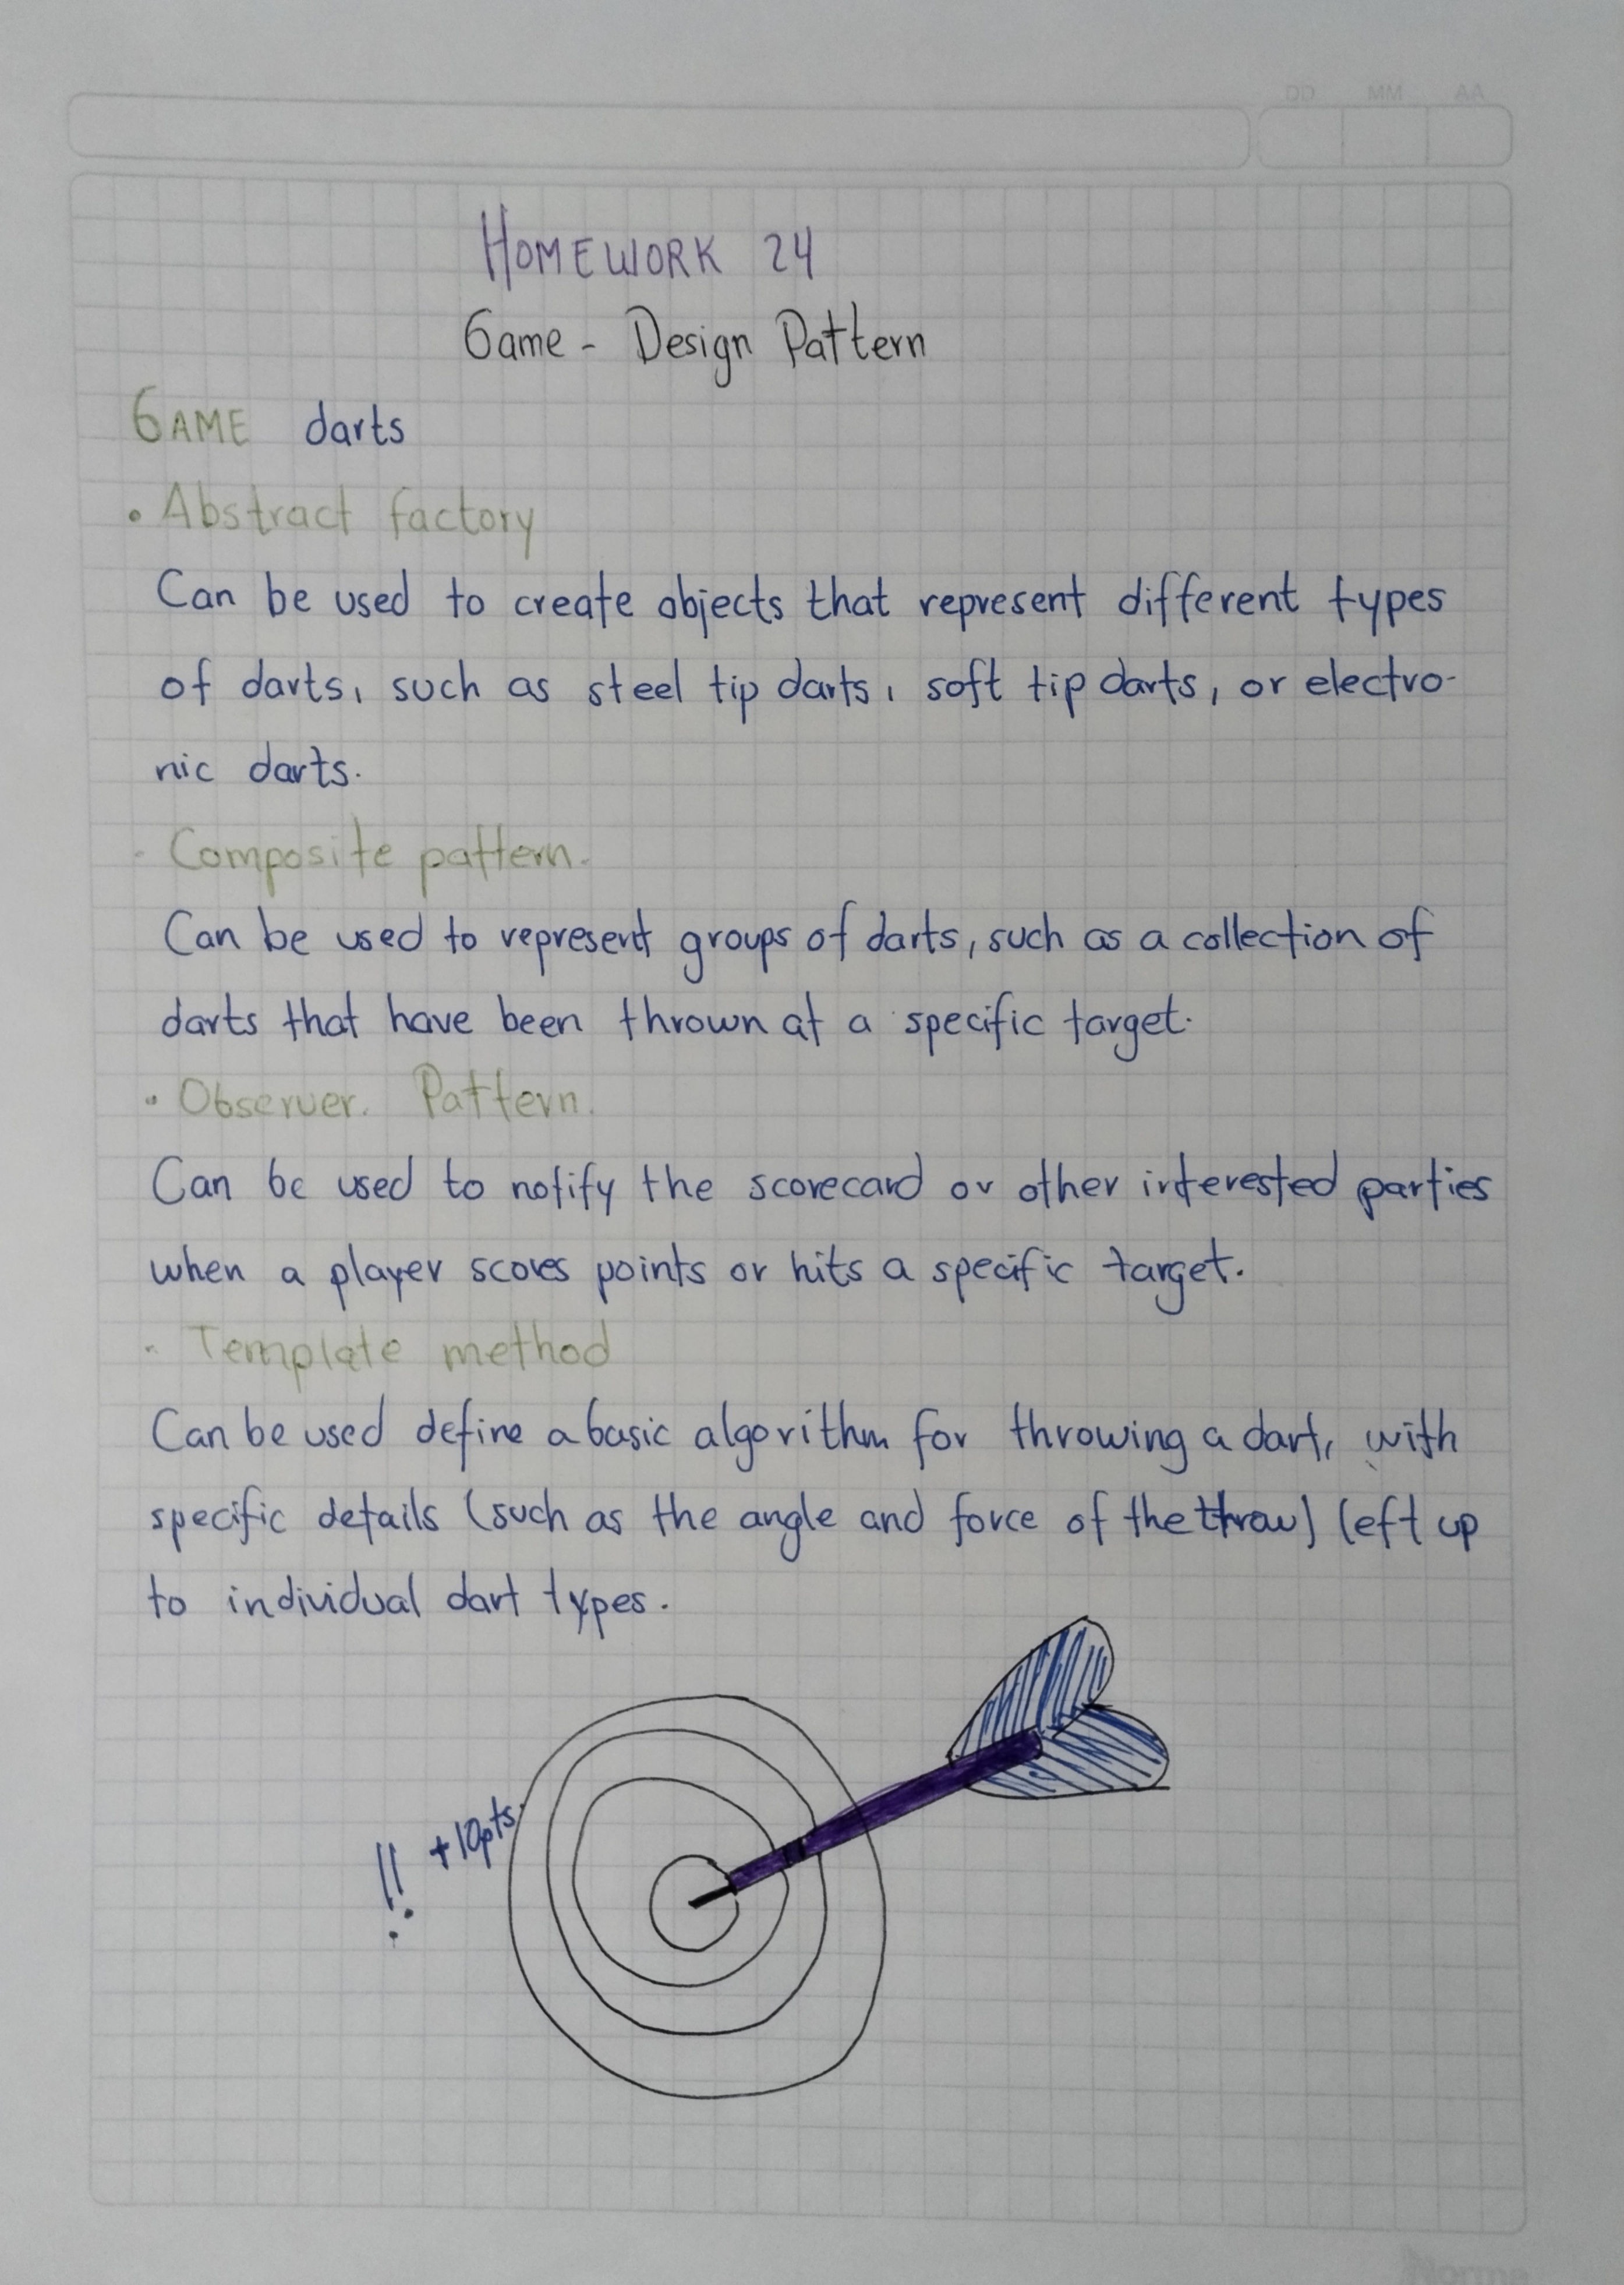 DD MM AA
HOMEWORK 24
Game - Design Pattern
GAME darts
• Abstract factory
Can be used to create objects that represent different types
of darts, such as steel tip darts, soft tip darts, or electro-
nic darts.
- Composite pattern.
Can be used to represent groups of darts, such as a collection of
darts that have been thrown at a specific target.
• Observer. Pattern.
Can be used to notify the scorecard or other interested parties
when a player scores points or hits a specific target.
• Template method
Can be used define a basic algorithm for throwing a dart, with
specific details (such as the angle and force of the throw) left up
to individual dart types.
!! +10pts.
Norma